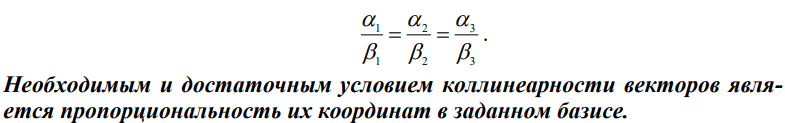 α₁/β₁ = α₂/β₂ = α₃/β₃ .
Необходимым и достаточным условием коллинеарности векторов явля-
ется пропорциональность их координат в заданном базисе.